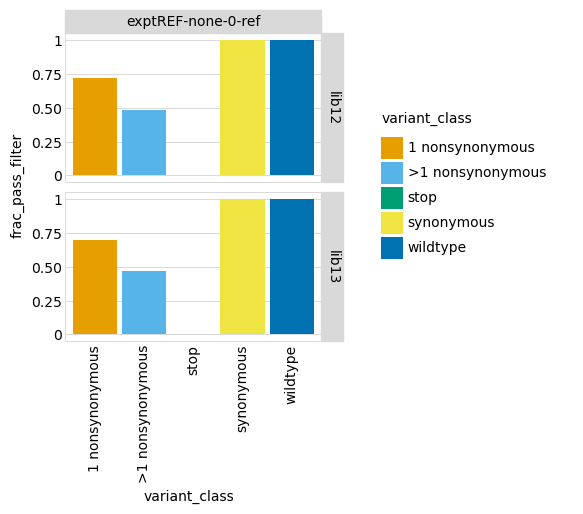 exptREF-none-0-ref
frac_pass_filter
1
0.75
0.50
0.25
0
lib12
1
0.75
0.50
0.25
0
lib13
1 nonsynonymous
>1 nonsynonymous
stop
synonymous
wildtype
variant_class
variant_class
1 nonsynonymous
>1 nonsynonymous
stop
synonymous
wildtype